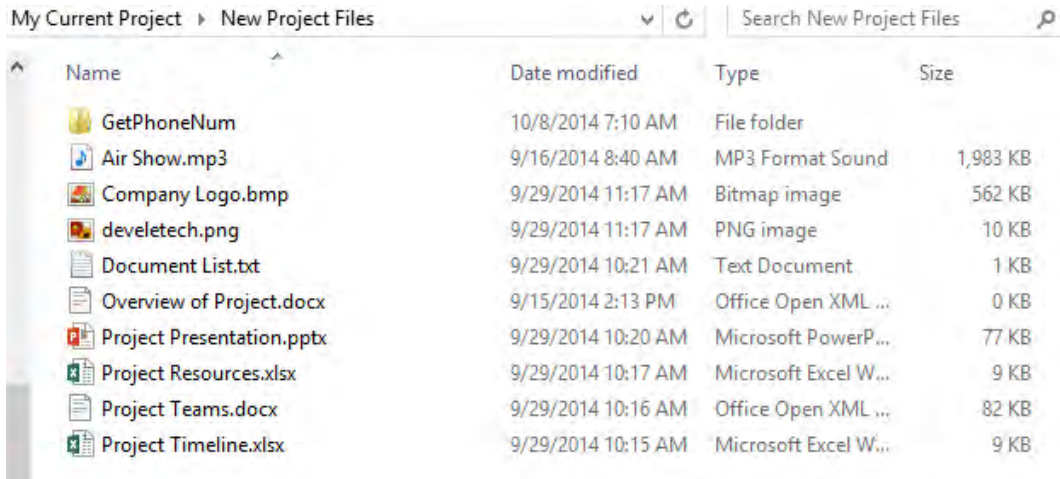 My Current Project ▸ New Project Files Search New Project Files
Name Date modified Type Size
GetPhoneNum 10/8/2014 7:10 AM File folder
Air Show.mp3 9/16/2014 8:40 AM MP3 Format Sound 1,983 KB
Company Logo.bmp 9/29/2014 11:17 AM Bitmap image 562 KB
develetech.png 9/29/2014 11:17 AM PNG image 10 KB
Document List.txt 9/29/2014 10:21 AM Text Document 1 KB
Overview of Project.docx 9/15/2014 2:13 PM Office Open XML ... 0 KB
Project Presentation.pptx 9/29/2014 10:20 AM Microsoft PowerP... 77 KB
Project Resources.xlsx 9/29/2014 10:17 AM Microsoft Excel W... 9 KB
Project Teams.docx 9/29/2014 10:16 AM Office Open XML ... 82 KB
Project Timeline.xlsx 9/29/2014 10:15 AM Microsoft Excel W... 9 KB